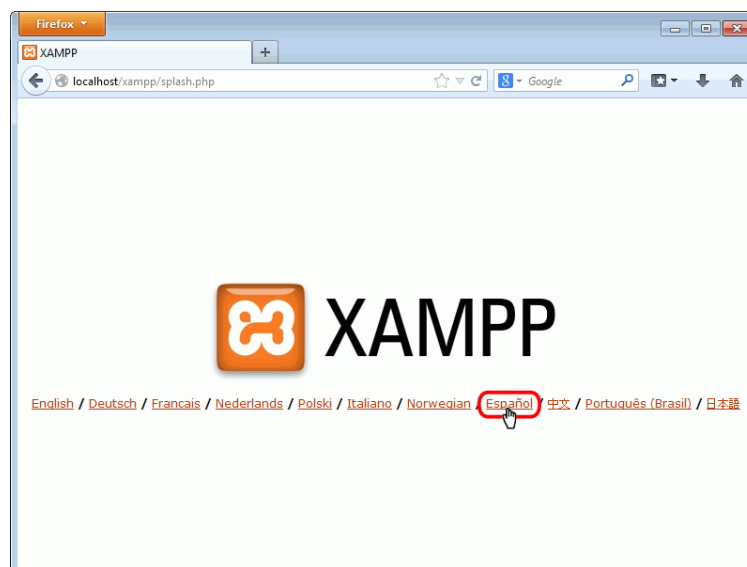 Firefox
XAMPP
localhost/xampp/splash.php
Google
XAMPP
English / Deutsch / Francais / Nederlands / Polski / Italiano / Norwegian / Español / 中文 / Português (Brasil) / 日本語